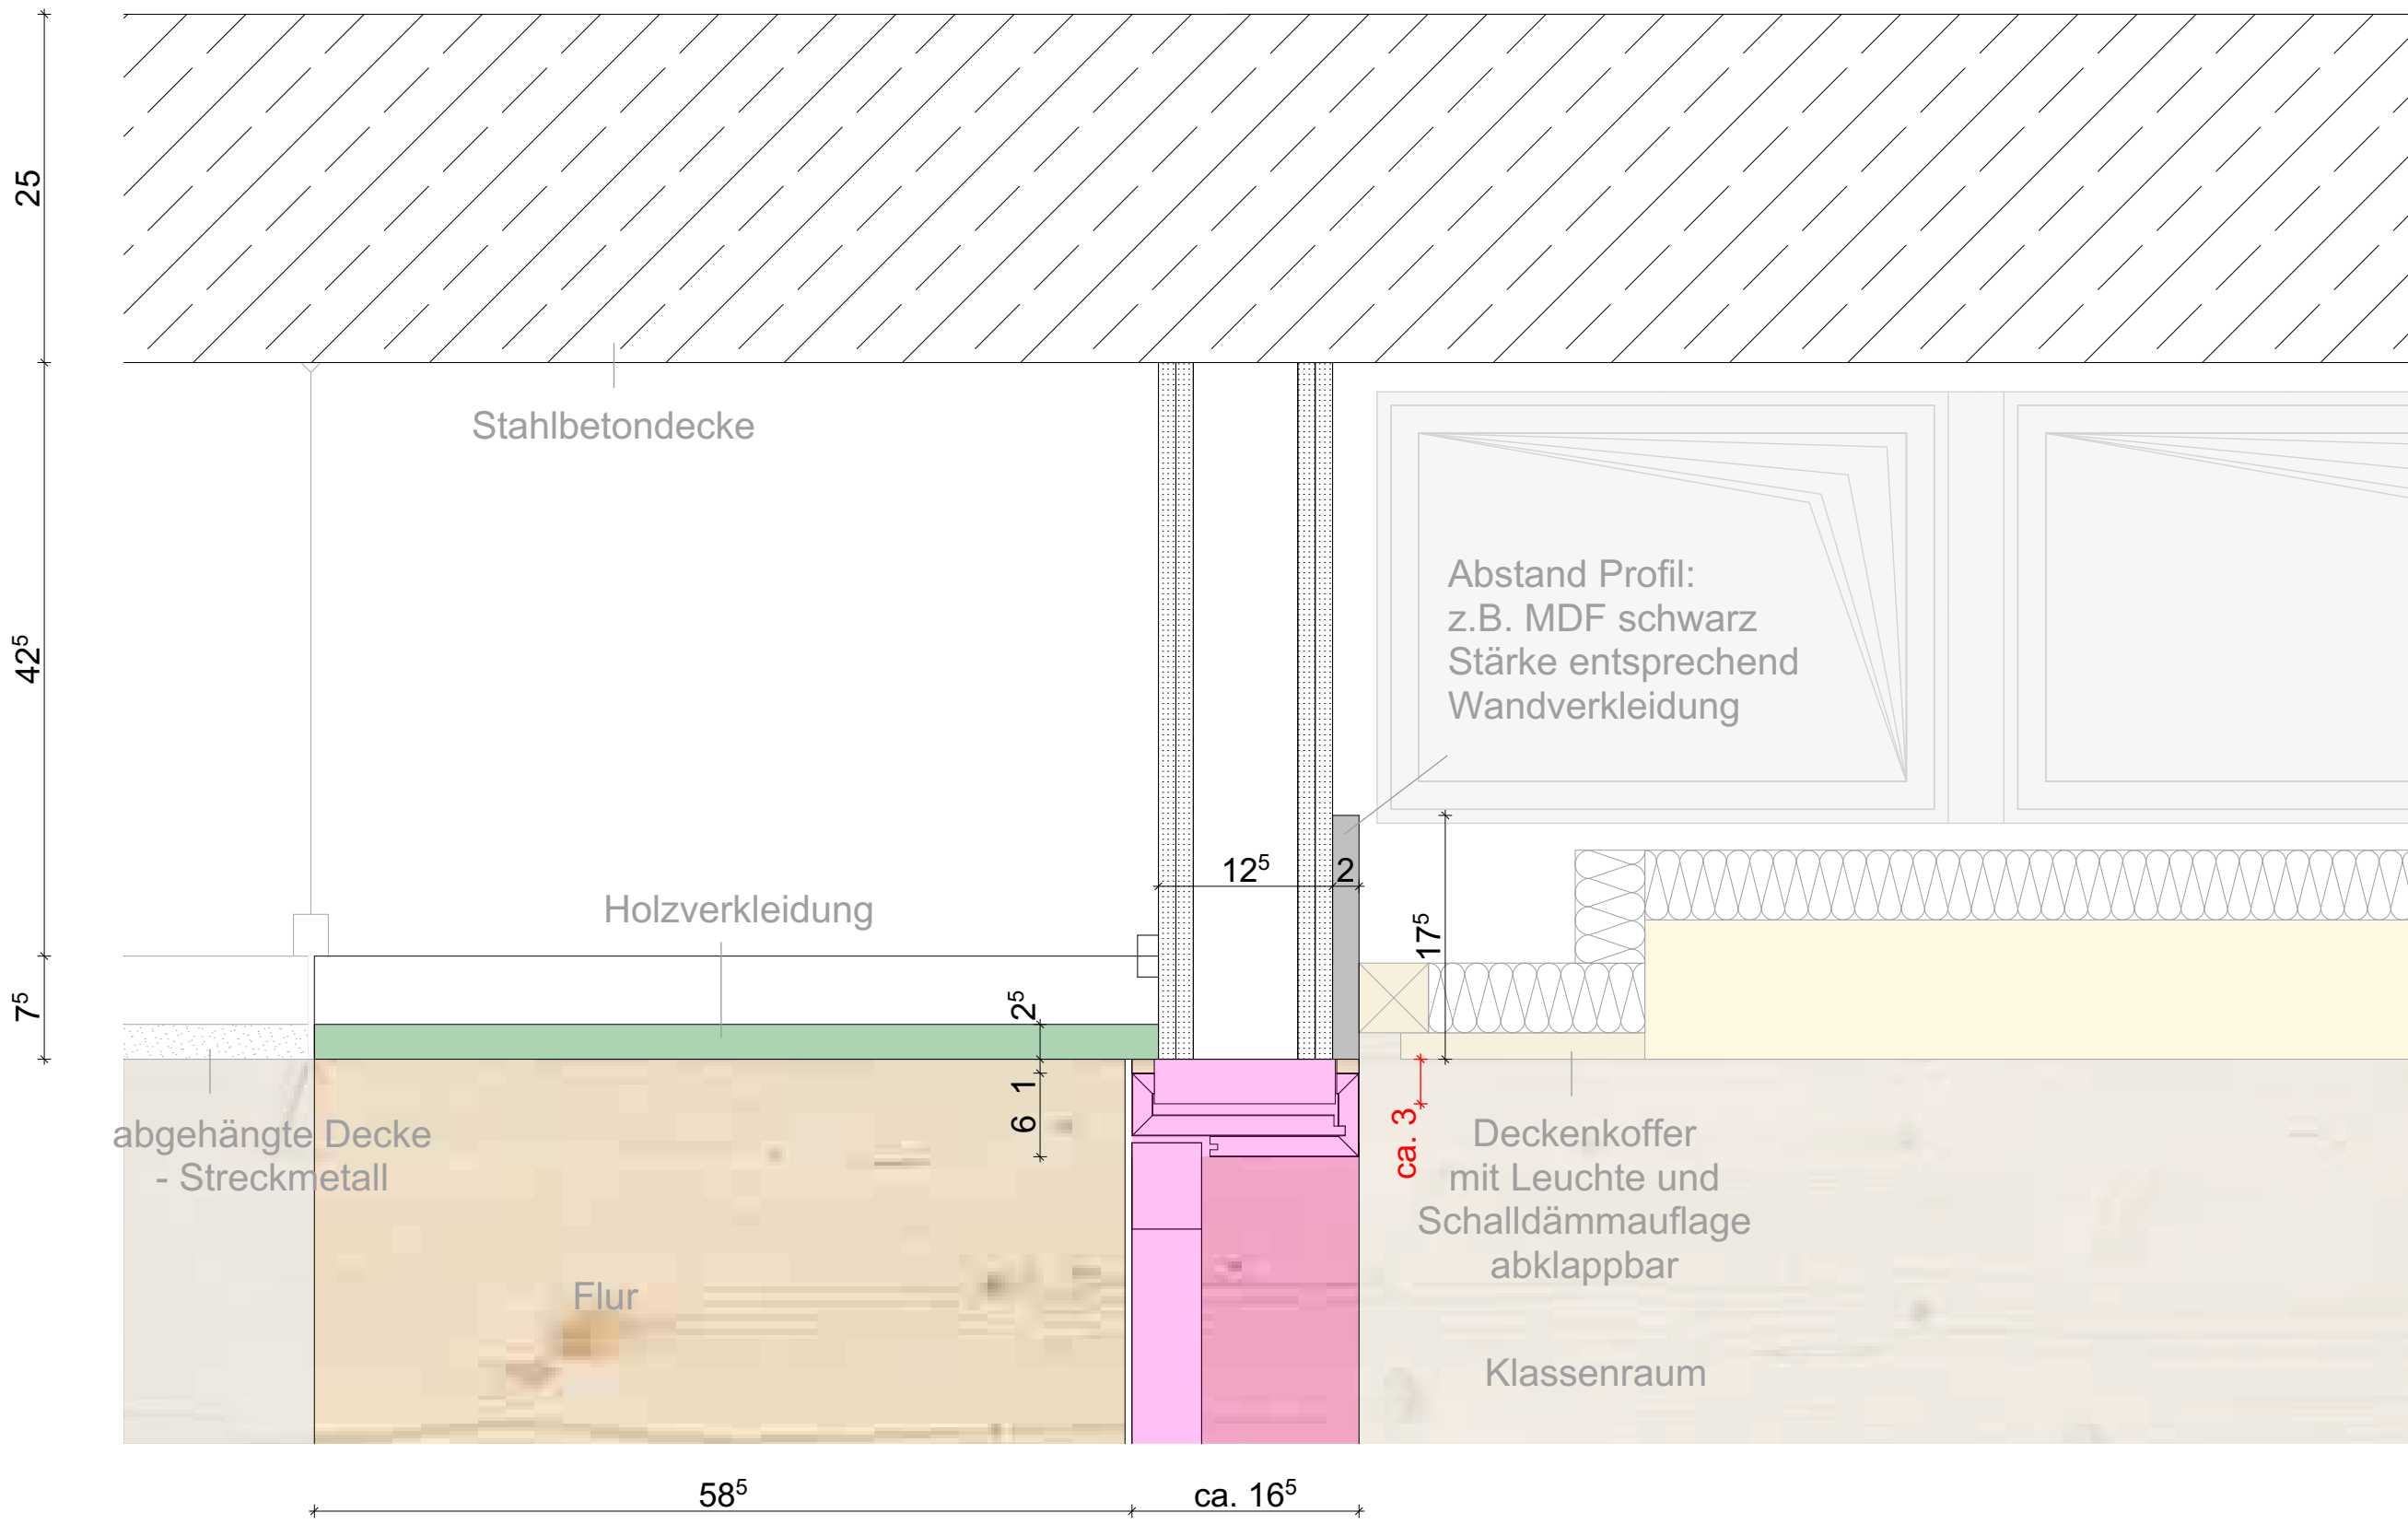 25
Stahlbetondecke
42⁵
Abstand Profil:
z.B. MDF schwarz
Stärke entsprechend
Wandverkleidung
12⁵
2
Holzverkleidung
17⁵
7⁵
2⁵
1
6
ca. 3
abgehängte Decke
- Streckmetall
Deckenkoffer
mit Leuchte und
Schalldämmauflage
abklappbar
Flur
Klassenraum
58⁵
ca. 16⁵